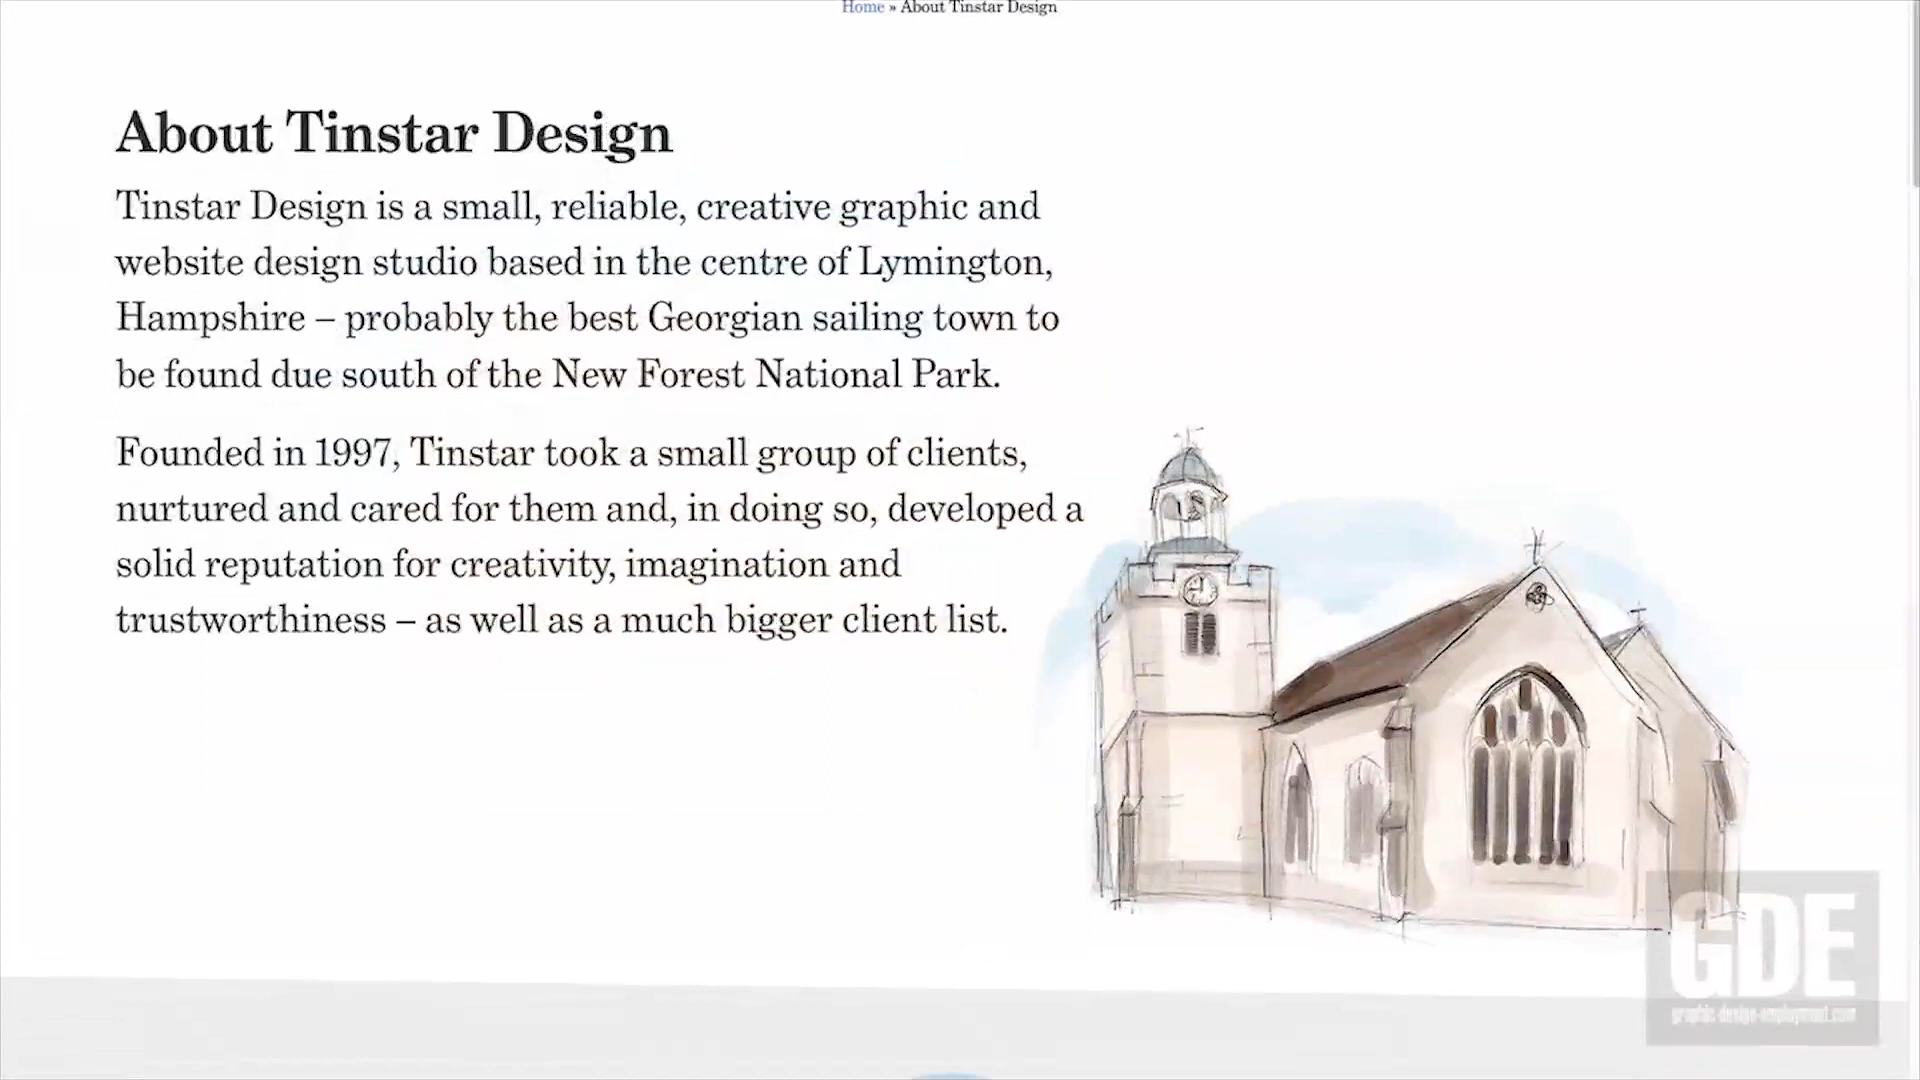 Home » About Tinstar Design
About Tinstar Design
Tinstar Design is a small, reliable, creative graphic and
website design studio based in the centre of Lymington,
Hampshire – probably the best Georgian sailing town to
be found due south of the New Forest National Park.
Founded in 1997, Tinstar took a small group of clients,
nurtured and cared for them and, in doing so, developed a
solid reputation for creativity, imagination and
trustworthiness – as well as a much bigger client list.
GDE
graphic-design-employment.com